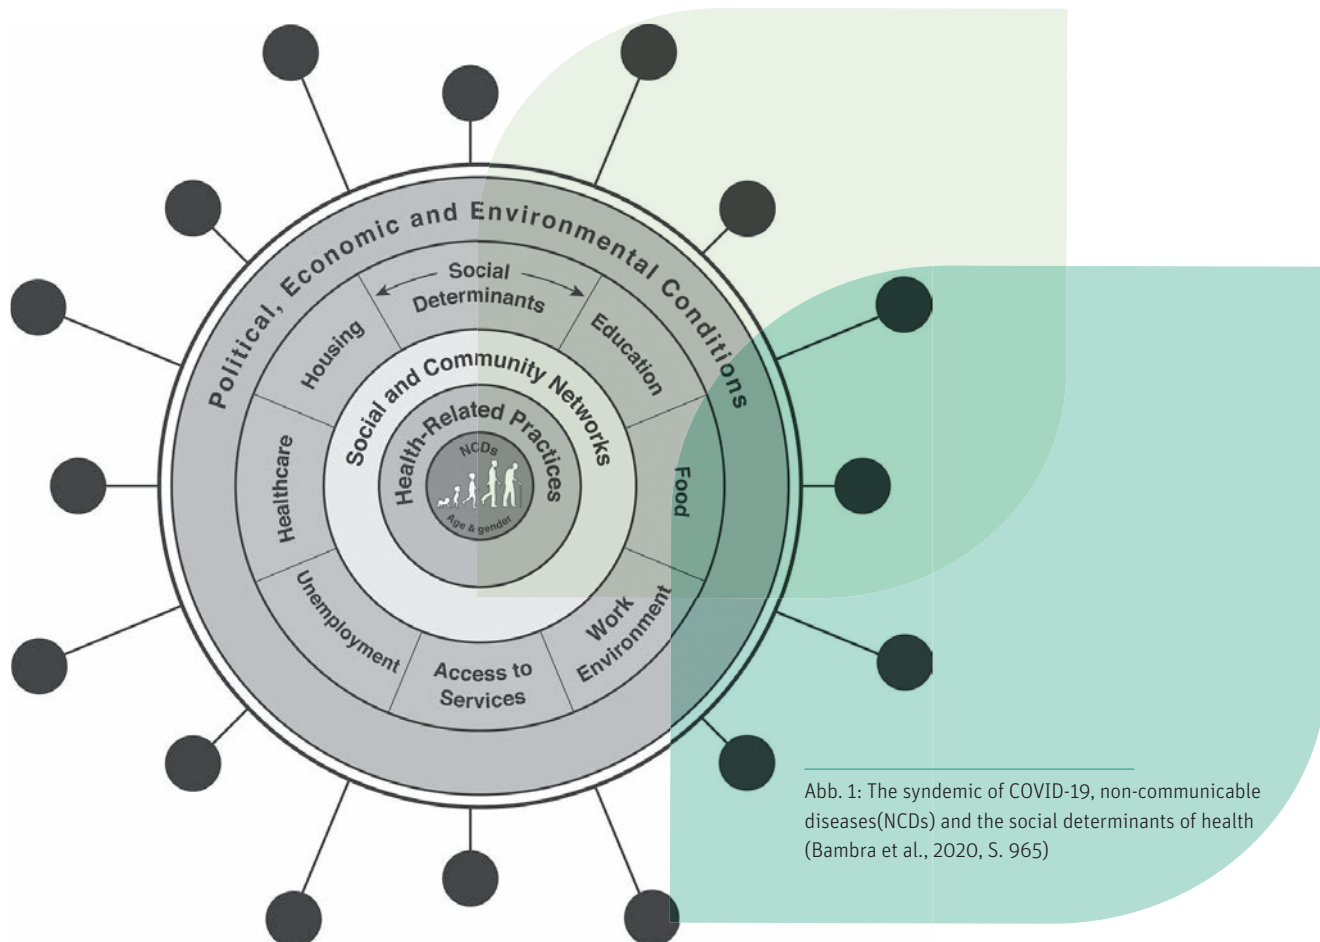 Political, Economic and Environmental Conditions
Social
Determinants
Housing
Education
Healthcare
Food
Unemployment
Access to
Services
Work
Environment
Social and Community Networks
Health-Related Practices
NCDs
Age & gender
Abb. 1: The syndemic of COVID-19, non-communicable
diseases(NCDs) and the social determinants of health
(Bambra et al., 2020, S. 965)